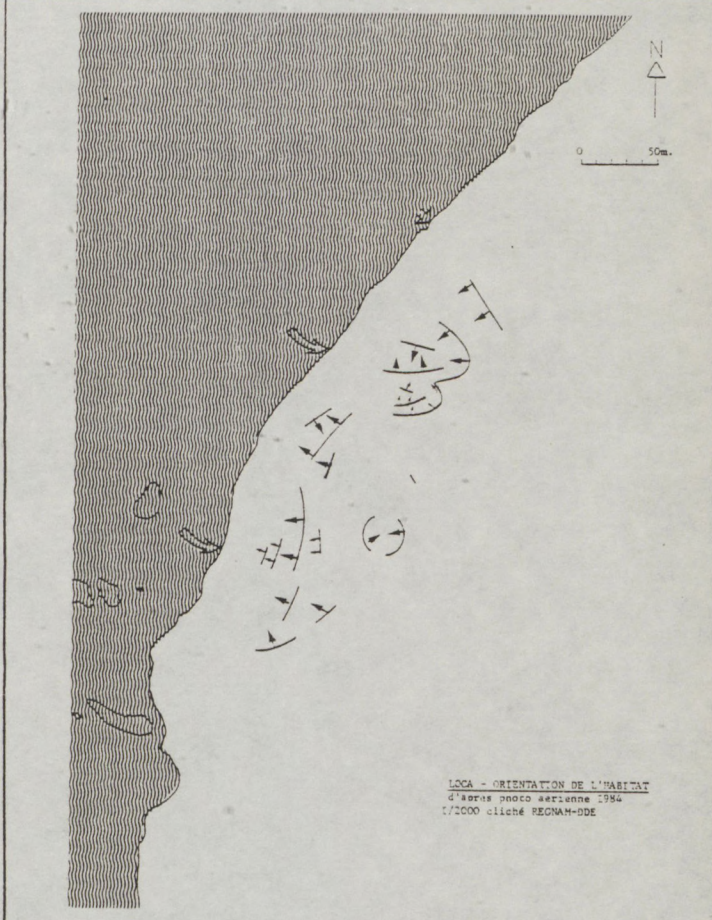 N
0 50m.
LOCA - ORIENTATION DE L'HABITAT
d'après photo aérienne 1984
1/2000 cliché REGNAM-DDE